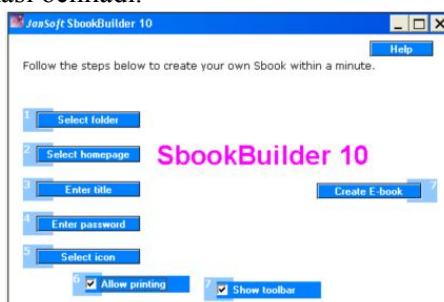 JanSoft SbookBuilder 10
Help
Follow the steps below to create your own Sbook within a minute.
1 Select folder
2 Select homepage
SbookBuilder 10
3 Enter title
Create E-book 7
4 Enter password
5 Select icon
6 Allow printing
7 Show toolbar